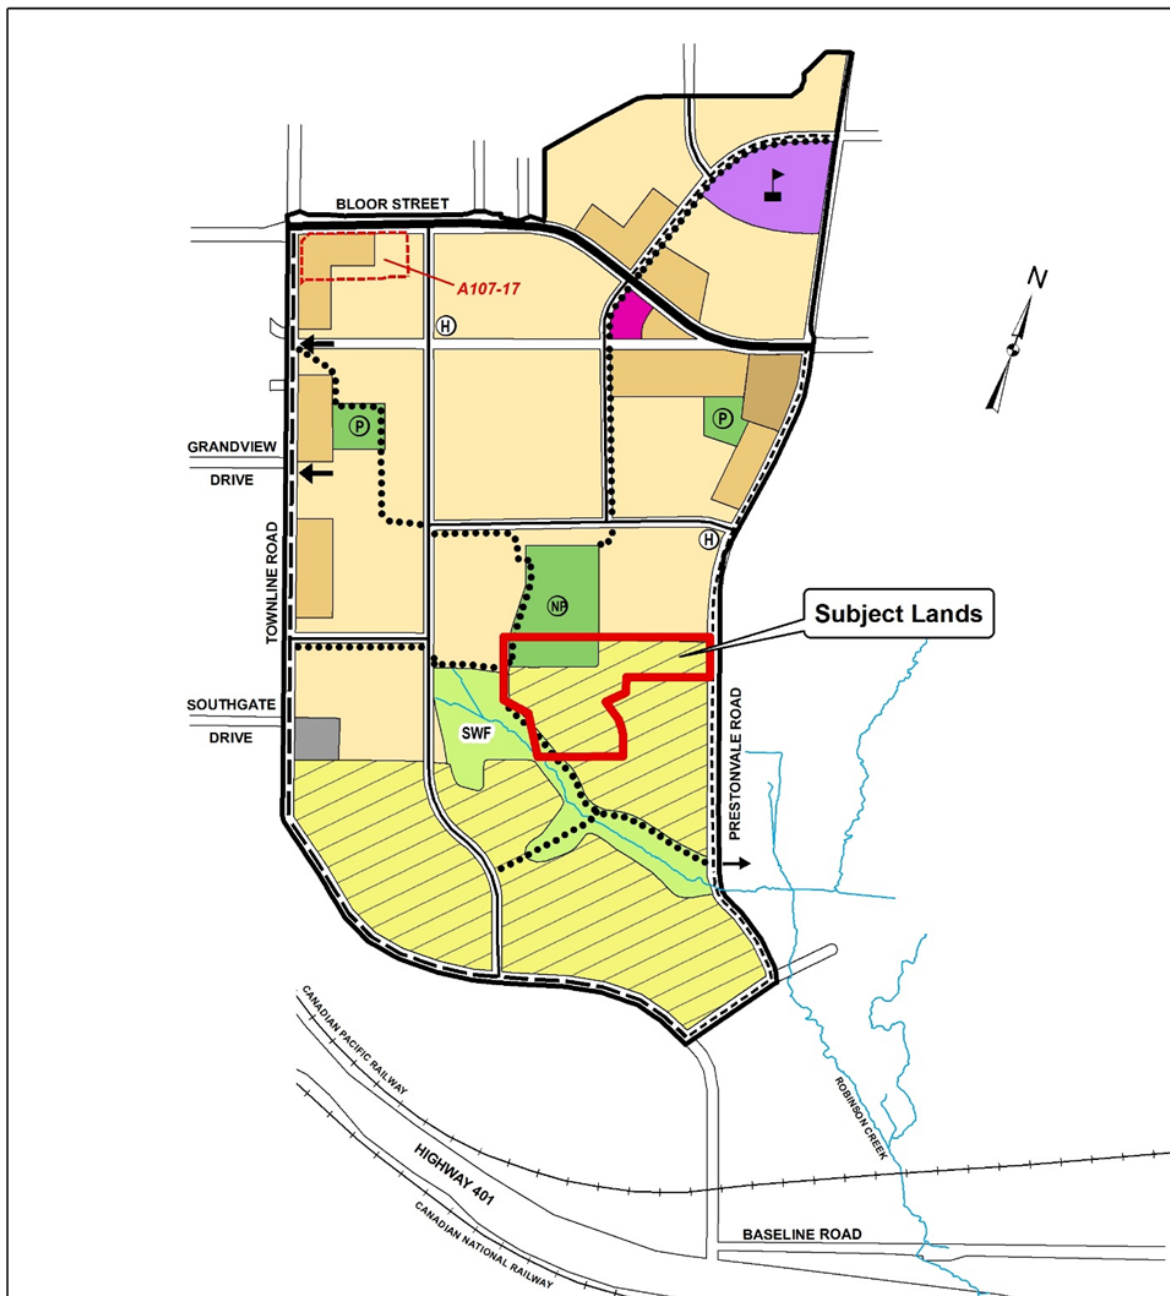 BLOOR STREET
N
A107-17
H
P
P
GRANDVIEW
DRIVE
TOWNLINE ROAD
H
NP
Subject Lands
SOUTHGATE
DRIVE
SWF
PRESTONVALE ROAD
CANADIAN PACIFIC RAILWAY
ROBINSON CREEK
HIGHWAY 401
CANADIAN NATIONAL RAILWAY
BASELINE ROAD